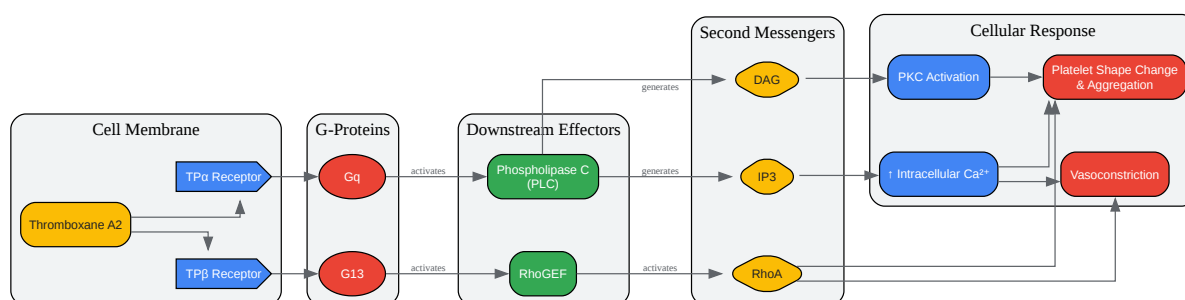 Cell Membrane
TPα Receptor
Thromboxane A2
TPβ Receptor
G-Proteins
Gq
G13
activates
activates
Downstream Effectors
Phospholipase C
(PLC)
RhoGEF
generates
generates
activates
Second Messengers
DAG
IP3
RhoA
Cellular Response
PKC Activation
Platelet Shape Change
& Aggregation
↑ Intracellular Ca²⁺
Vasoconstriction